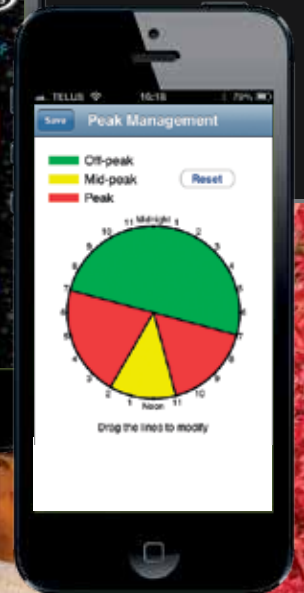 TELUS 16:18 79%
Save Peak Management
Off-peak
Mid-peak Reset
Peak
11 Midnight 1
10 2
9 3
8 4
7 5
6 6
5 7
4 8
3 9
2 10
1 Noon 11
Drag the lines to modify